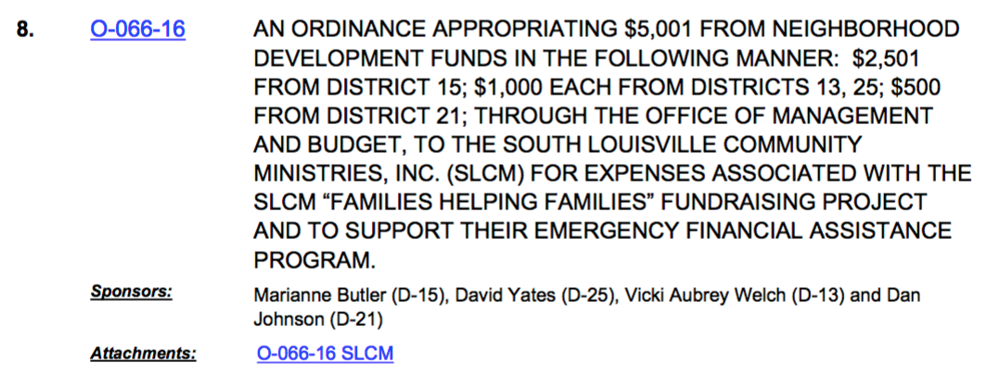 8. O-066-16 AN ORDINANCE APPROPRIATING $5,001 FROM NEIGHBORHOOD
DEVELOPMENT FUNDS IN THE FOLLOWING MANNER: $2,501
FROM DISTRICT 15; $1,000 EACH FROM DISTRICTS 13, 25; $500
FROM DISTRICT 21; THROUGH THE OFFICE OF MANAGEMENT
AND BUDGET, TO THE SOUTH LOUISVILLE COMMUNITY
MINISTRIES, INC. (SLCM) FOR EXPENSES ASSOCIATED WITH THE
SLCM “FAMILIES HELPING FAMILIES” FUNDRAISING PROJECT
AND TO SUPPORT THEIR EMERGENCY FINANCIAL ASSISTANCE
PROGRAM.
Sponsors: Marianne Butler (D-15), David Yates (D-25), Vicki Aubrey Welch (D-13) and Dan
Johnson (D-21)
Attachments: O-066-16 SLCM